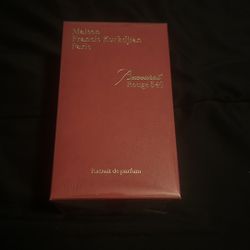 Maison
Francis Kurkdjian
Paris
Baccarat
Rouge 540
Extrait de parfum